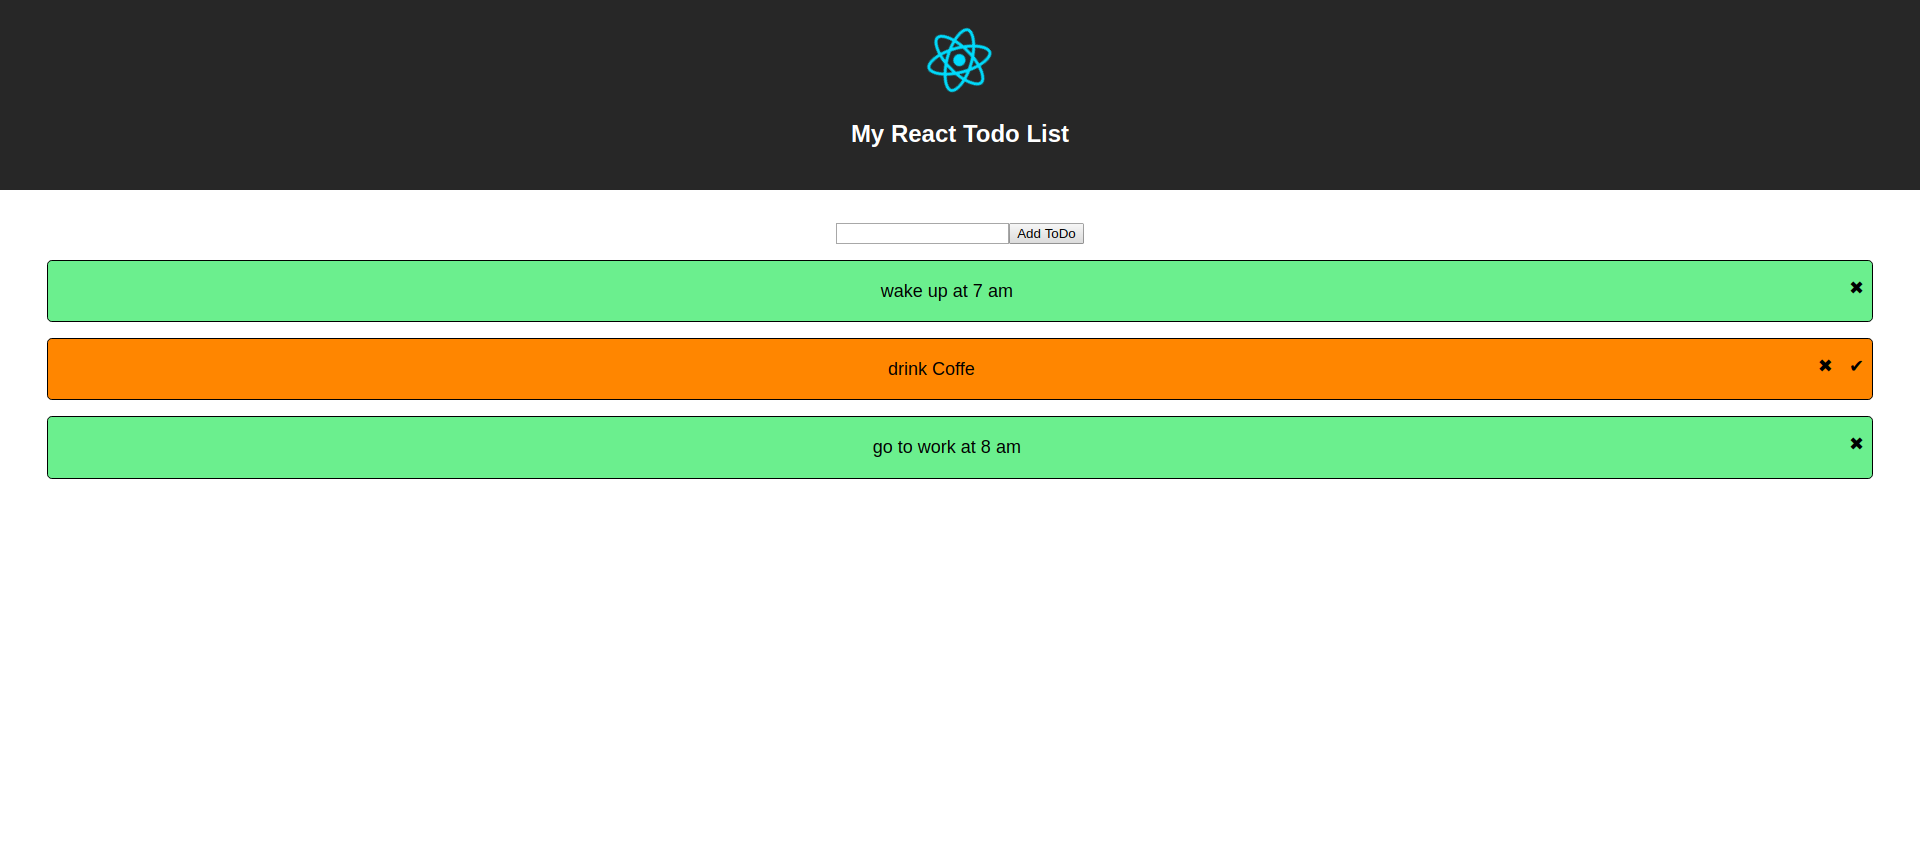 My React Todo List
Add ToDo
wake up at 7 am ✖
drink Coffe ✖ ✔
go to work at 8 am ✖